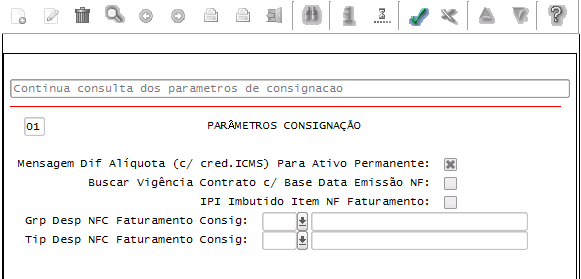 Continua consulta dos parametros de consignacao
01
PARÂMETROS CONSIGNAÇÃO
Mensagem Dif Alíquota (c/ cred.ICMS) Para Ativo Permanente:
Buscar Vigência Contrato c/ Base Data Emissão NF:
IPI Imbutido Item NF Faturamento:
Grp Desp NFC Faturamento Consig:
Tip Desp NFC Faturamento Consig: